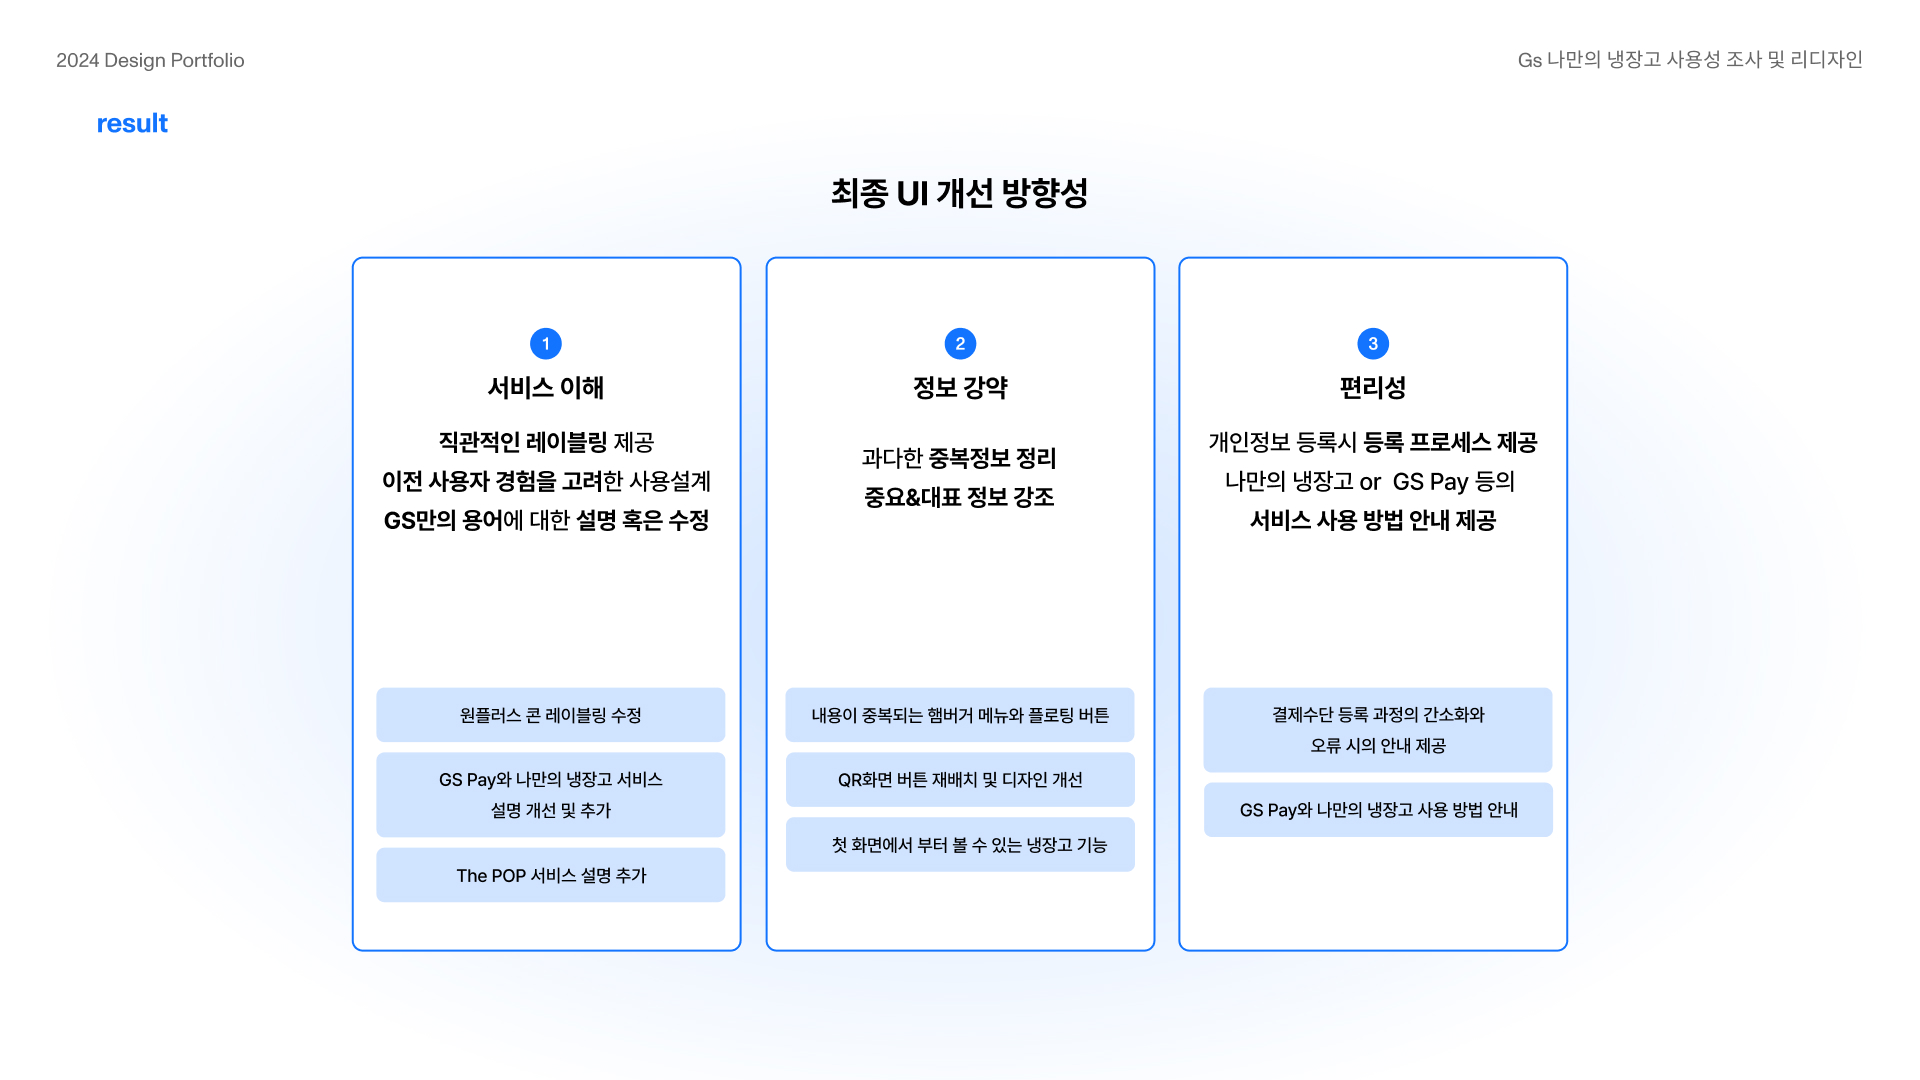 2024 Design Portfolio
Gs 나만의 냉장고 사용성 조사 및 리디자인
result
최종 UI 개선 방향성
1
서비스 이해
직관적인 레이블링 제공
이전 사용자 경험을 고려한 사용설계
GS만의 용어에 대한 설명 혹은 수정
원플러스 콘 레이블링 수정
GS Pay와 나만의 냉장고 서비스
설명 개선 및 추가
The POP 서비스 설명 추가
2
정보 강약
과다한 중복정보 정리
중요&대표 정보 강조
내용이 중복되는 햄버거 메뉴와 플로팅 버튼
QR화면 버튼 재배치 및 디자인 개선
첫 화면에서 부터 볼 수 있는 냉장고 기능
3
편리성
개인정보 등록시 등록 프로세스 제공
나만의 냉장고 or GS Pay 등의
서비스 사용 방법 안내 제공
결제수단 등록 과정의 간소화와
오류 시의 안내 제공
GS Pay와 나만의 냉장고 사용 방법 안내